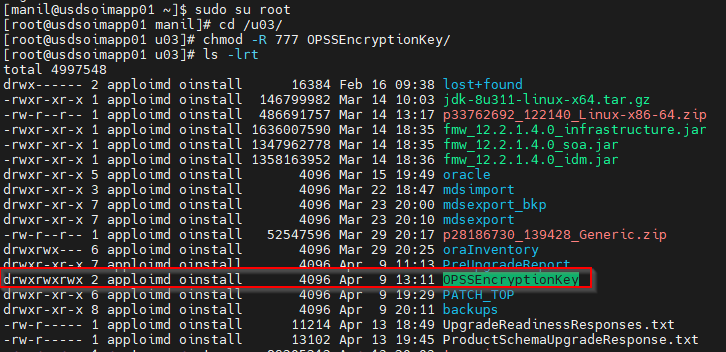 [manil@usdsoimapp01 ~]$ sudo su root
[root@usdsoimapp01 manil]# cd /u03/
[root@usdsoimapp01 u03]# chmod -R 777 OPSSEncryptionKey/
[root@usdsoimapp01 u03]# ls -lrt
total 4997548
drwx------ 2 apploimd oinstall 16384 Feb 16 09:38 lost+found
-rwxr-xr-x 1 apploimd oinstall 146799982 Mar 14 10:03 jdk-8u311-linux-x64.tar.gz
-rw-r----- 1 apploimd oinstall 486691757 Mar 14 13:17 p33762692_122140_Linux-x86-64.zip
-rwxr-xr-x 1 apploimd oinstall 1636007590 Mar 14 18:35 fmw_12.2.1.4.0_infrastructure.jar
-rwxr-xr-x 1 apploimd oinstall 1347962778 Mar 14 18:35 fmw_12.2.1.4.0_soa.jar
-rwxr-xr-x 1 apploimd oinstall 1358163952 Mar 14 18:36 fmw_12.2.1.4.0_idm.jar
drwxr-xr-x 5 apploimd oinstall 4096 Mar 15 19:49 oracle
drwxr-xr-x 3 apploimd oinstall 4096 Mar 22 18:47 mdsimport
drwxr-xr-x 7 apploimd oinstall 4096 Mar 23 20:00 mdsexport_bkp
drwxr-xr-x 7 apploimd oinstall 4096 Mar 23 20:10 mdsexport
-rw-r--r-- 1 apploimd oinstall 52547596 Mar 29 20:17 p28186730_139428_Generic.zip
drwxrwx--- 6 apploimd oinstall 4096 Mar 29 20:25 oraInventory
drwxr-xr-x 7 apploimd oinstall 4096 Apr 9 11:13 PreUpgradeReport
drwxrwxrwx 2 apploimd oinstall 4096 Apr 9 13:11 OPSSEncryptionKey
drwxr-xr-x 6 apploimd oinstall 4096 Apr 9 19:29 PATCH_TOP
drwxr-xr-x 8 apploimd oinstall 4096 Apr 9 20:11 backups
-rw-r----- 1 apploimd oinstall 11214 Apr 13 18:49 UpgradeReadinessResponses.txt
-rw-r----- 1 apploimd oinstall 13102 Apr 13 19:45 ProductSchemaUpgradeResponse.txt